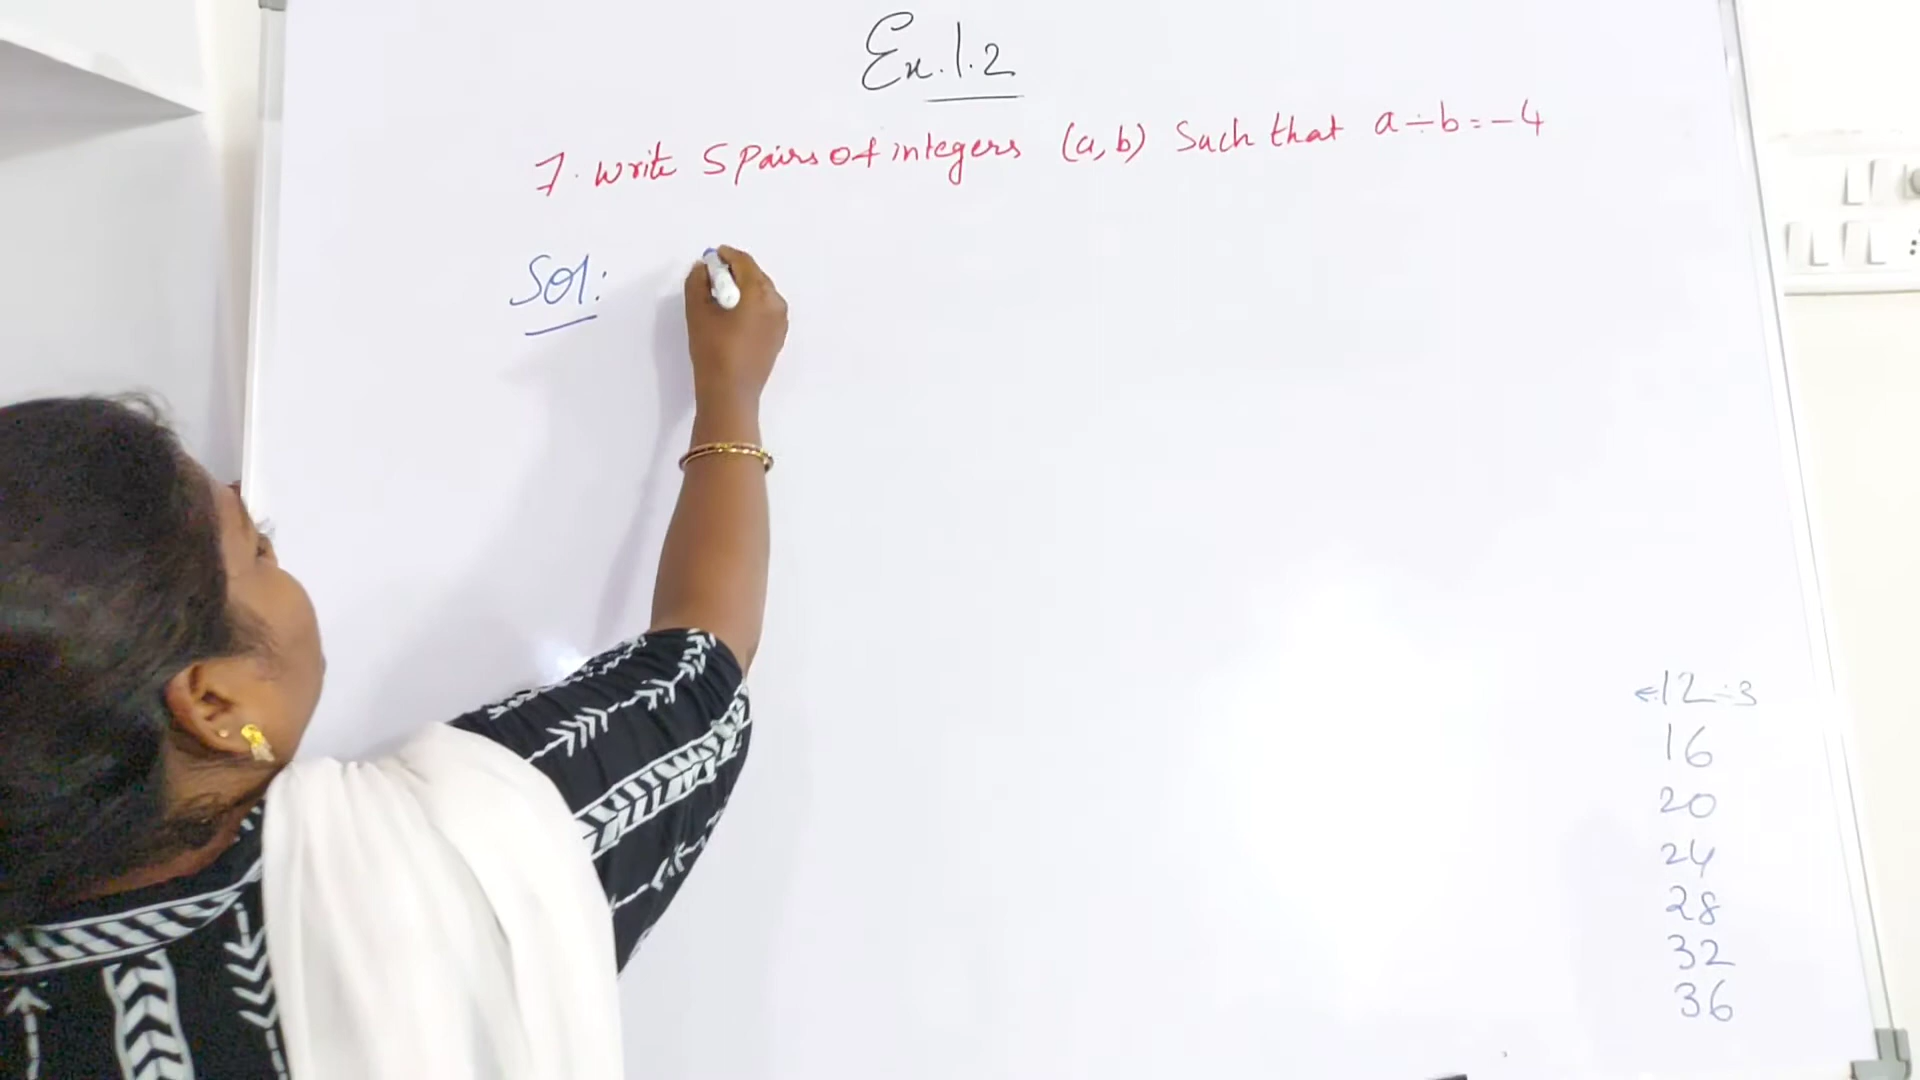 Ex.1.2
7. Write 5 pairs of integers (a,b) Such that a÷b=-4
Sol:
12÷3
16
20
24
28
32
36